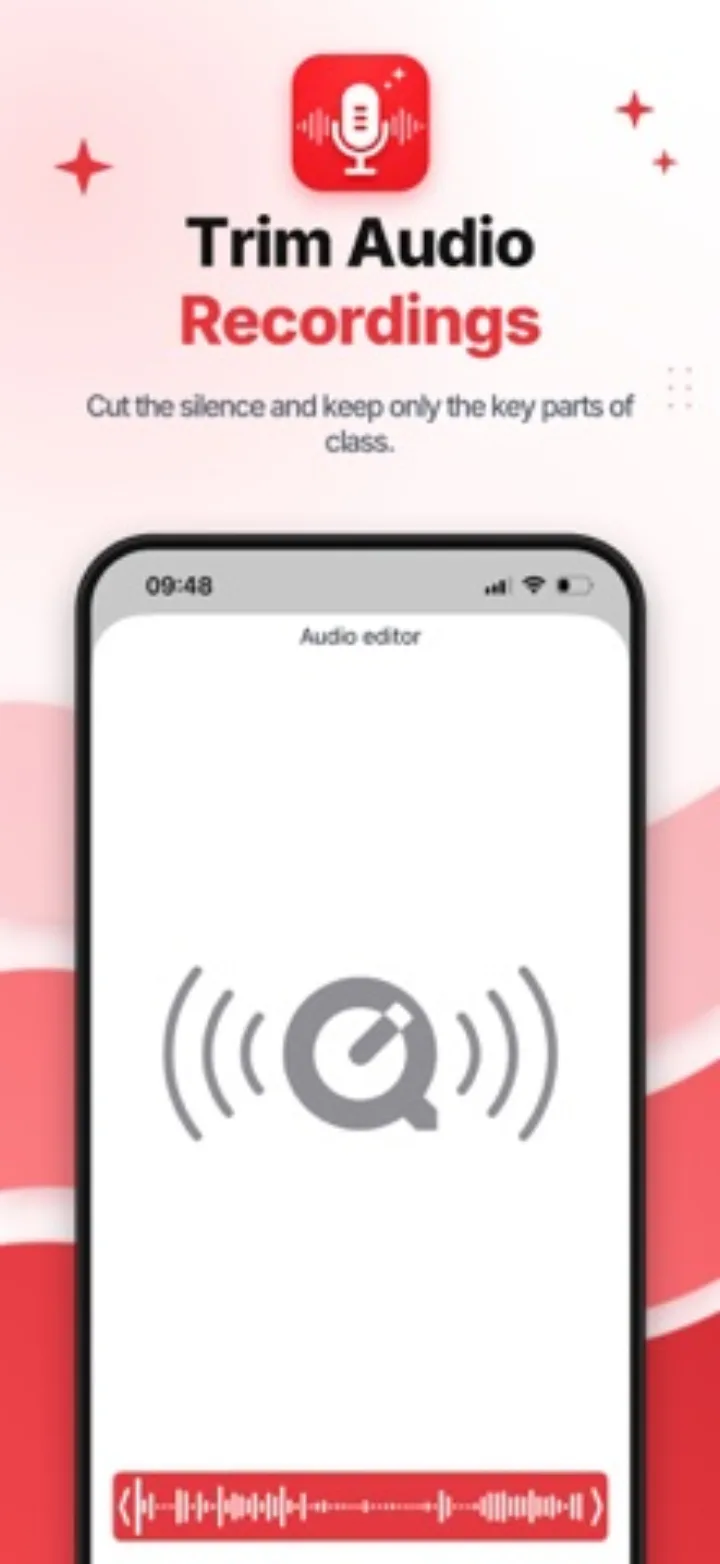 Trim Audio
Recordings
Cut the silence and keep only the key parts of
class.
09:48
Audio editor